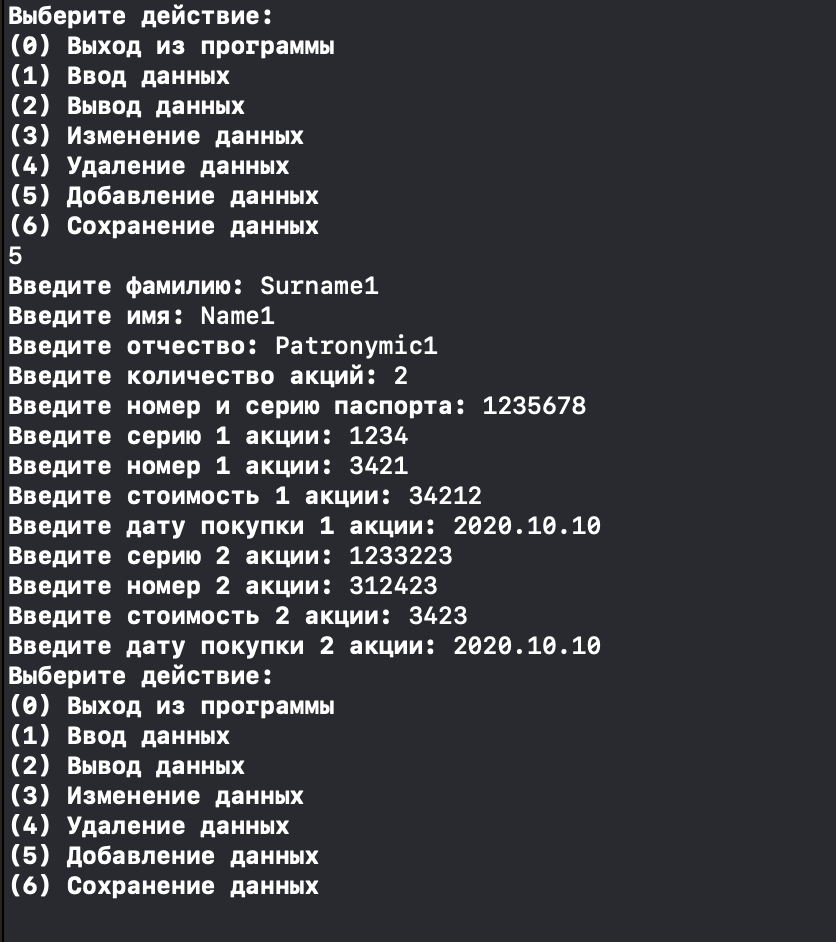 Выберите действие:
(0) Выход из программы
(1) Ввод данных
(2) Вывод данных
(3) Изменение данных
(4) Удаление данных
(5) Добавление данных
(6) Сохранение данных
5
Введите фамилию: Surname1
Введите имя: Name1
Введите отчество: Patronymic1
Введите количество акций: 2
Введите номер и серию паспорта: 1235678
Введите серию 1 акции: 1234
Введите номер 1 акции: 3421
Введите стоимость 1 акции: 34212
Введите дату покупки 1 акции: 2020.10.10
Введите серию 2 акции: 1233223
Введите номер 2 акции: 312423
Введите стоимость 2 акции: 3423
Введите дату покупки 2 акции: 2020.10.10
Выберите действие:
(0) Выход из программы
(1) Ввод данных
(2) Вывод данных
(3) Изменение данных
(4) Удаление данных
(5) Добавление данных
(6) Сохранение данных